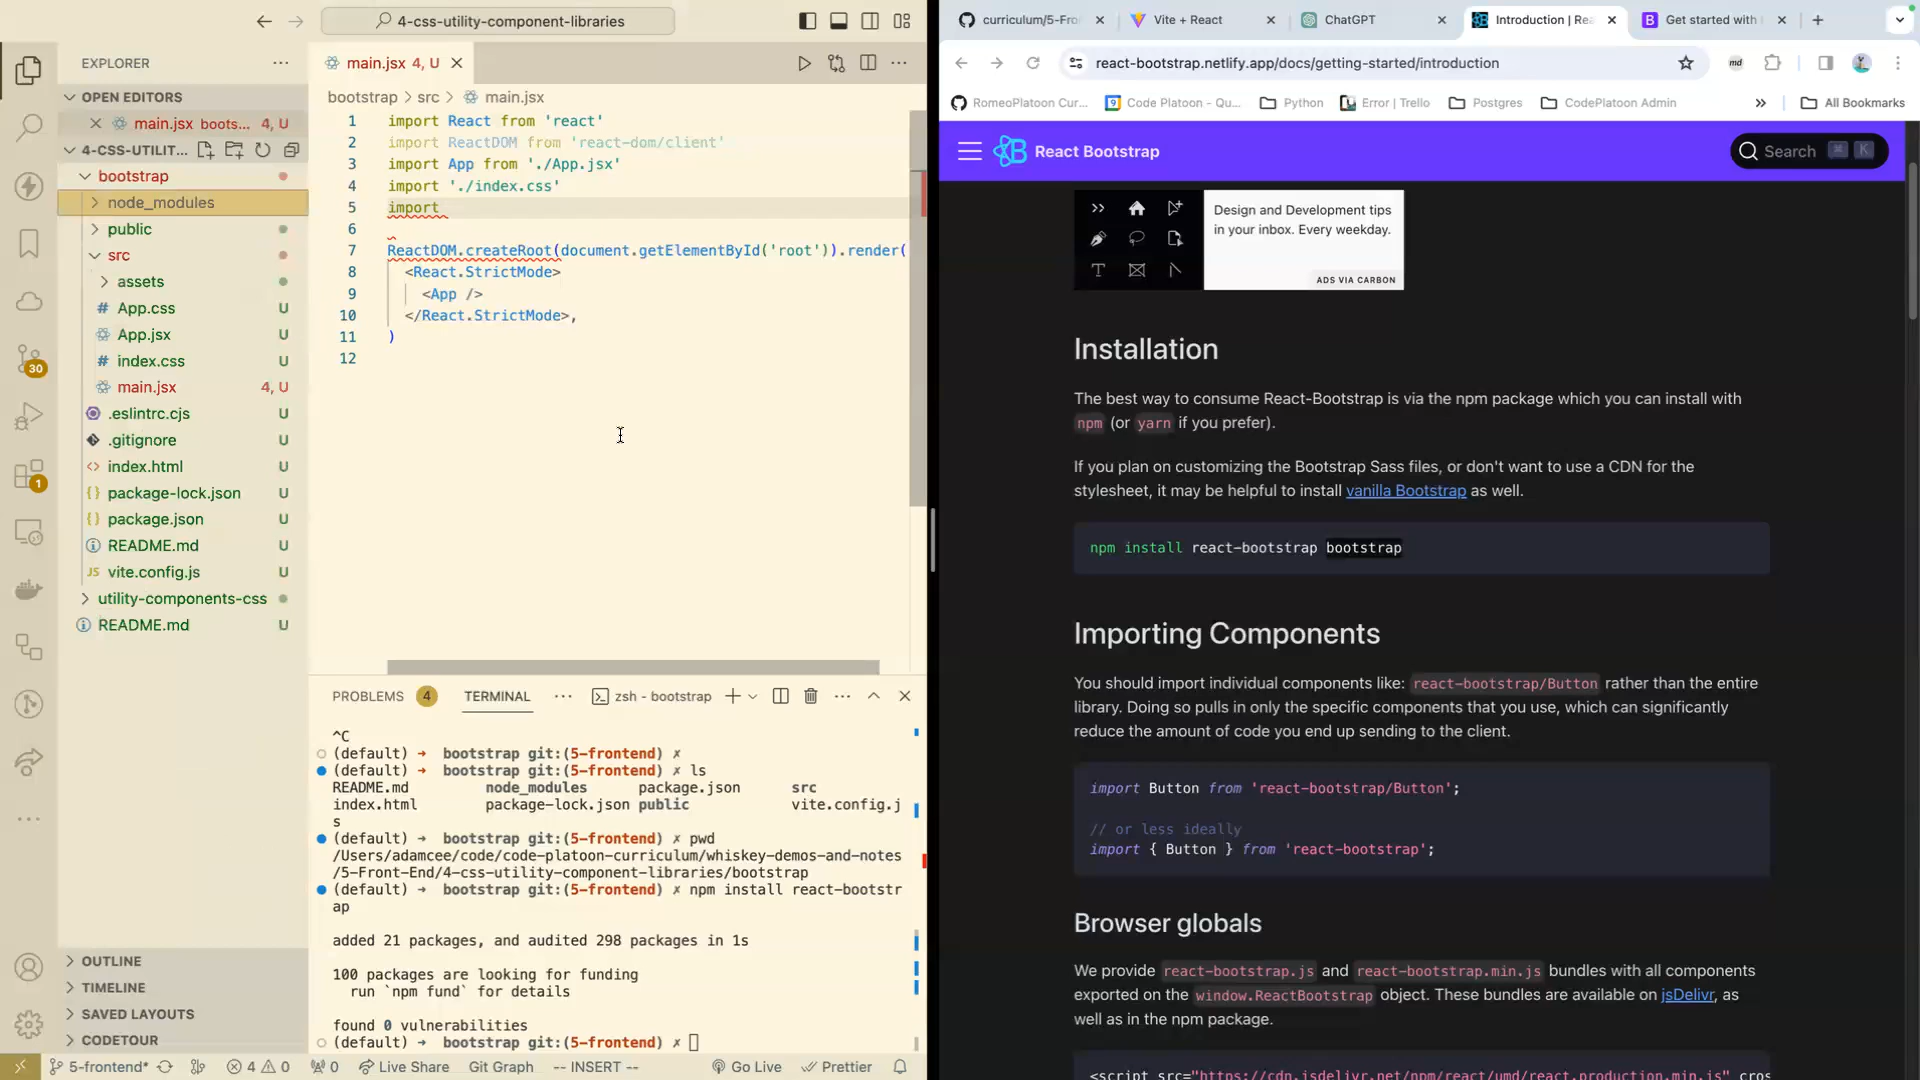 4-css-utility-component-libraries
EXPLORER
OPEN EDITORS
main.jsx boots... 4, U
4-CSS-UTILIT...
bootstrap
node_modules
public
src
assets
App.css U
App.jsx U
index.css U
main.jsx 4, U
.eslintrc.cjs U
.gitignore U
index.html U
package-lock.json U
package.json U
README.md U
vite.config.js U
utility-components-css
README.md U
OUTLINE
TIMELINE
SAVED LAYOUTS
CODETOUR
30
1
main.jsx 4, U
bootstrap > src > main.jsx
1 import React from 'react'
2 import ReactDOM from 'react-dom/client'
3 import App from './App.jsx'
4 import './index.css'
5 import
6
7 ReactDOM.createRoot(document.getElementById('root')).render(
8 <React.StrictMode>
9 <App />
10 </React.StrictMode>,
11 )
12
PROBLEMS 4 TERMINAL ... zsh - bootstrap
^C
(default) → bootstrap git:(5-frontend) ✗
(default) → bootstrap git:(5-frontend) ✗ ls
README.md node_modules package.json src
index.html package-lock.json public vite.config.j
s
(default) → bootstrap git:(5-frontend) ✗ pwd
/Users/adamcee/code/code-platoon-curriculum/whiskey-demos-and-notes
/5-Front-End/4-css-utility-component-libraries/bootstrap
(default) → bootstrap git:(5-frontend) ✗ npm install react-bootstr
ap
added 21 packages, and audited 298 packages in 1s
100 packages are looking for funding
run `npm fund` for details
found 0 vulnerabilities
(default) → bootstrap git:(5-frontend) ✗
5-frontend* 4 0 0 Live Share Git Graph -- INSERT -- Go Live Prettier
curriculum/5-Fro Vite + React ChatGPT Introduction | Rea Get started with
react-bootstrap.netlify.app/docs/getting-started/introduction
md
RomeoPlatoon Cur... Code Platoon - Qu... Python Error | Trello Postgres CodePlatoon Admin » All Bookmarks
React Bootstrap
Search ⌘ K
Design and Development tips
in your inbox. Every weekday.
ADS VIA CARBON
Installation
The best way to consume React-Bootstrap is via the npm package which you can install with
npm (or yarn if you prefer).
If you plan on customizing the Bootstrap Sass files, or don't want to use a CDN for the
stylesheet, it may be helpful to install vanilla Bootstrap as well.
npm install react-bootstrap bootstrap
Importing Components
You should import individual components like: react-bootstrap/Button rather than the entire
library. Doing so pulls in only the specific components that you use, which can significantly
reduce the amount of code you end up sending to the client.
import Button from 'react-bootstrap/Button';
// or less ideally
import { Button } from 'react-bootstrap';
Browser globals
We provide react-bootstrap.js and react-bootstrap.min.js bundles with all components
exported on the window.ReactBootstrap object. These bundles are available on jsDelivr, as
well as in the npm package.
<script src="https://cdn.jsdelivr.net/npm/react/umd/react.production.min.js" cros